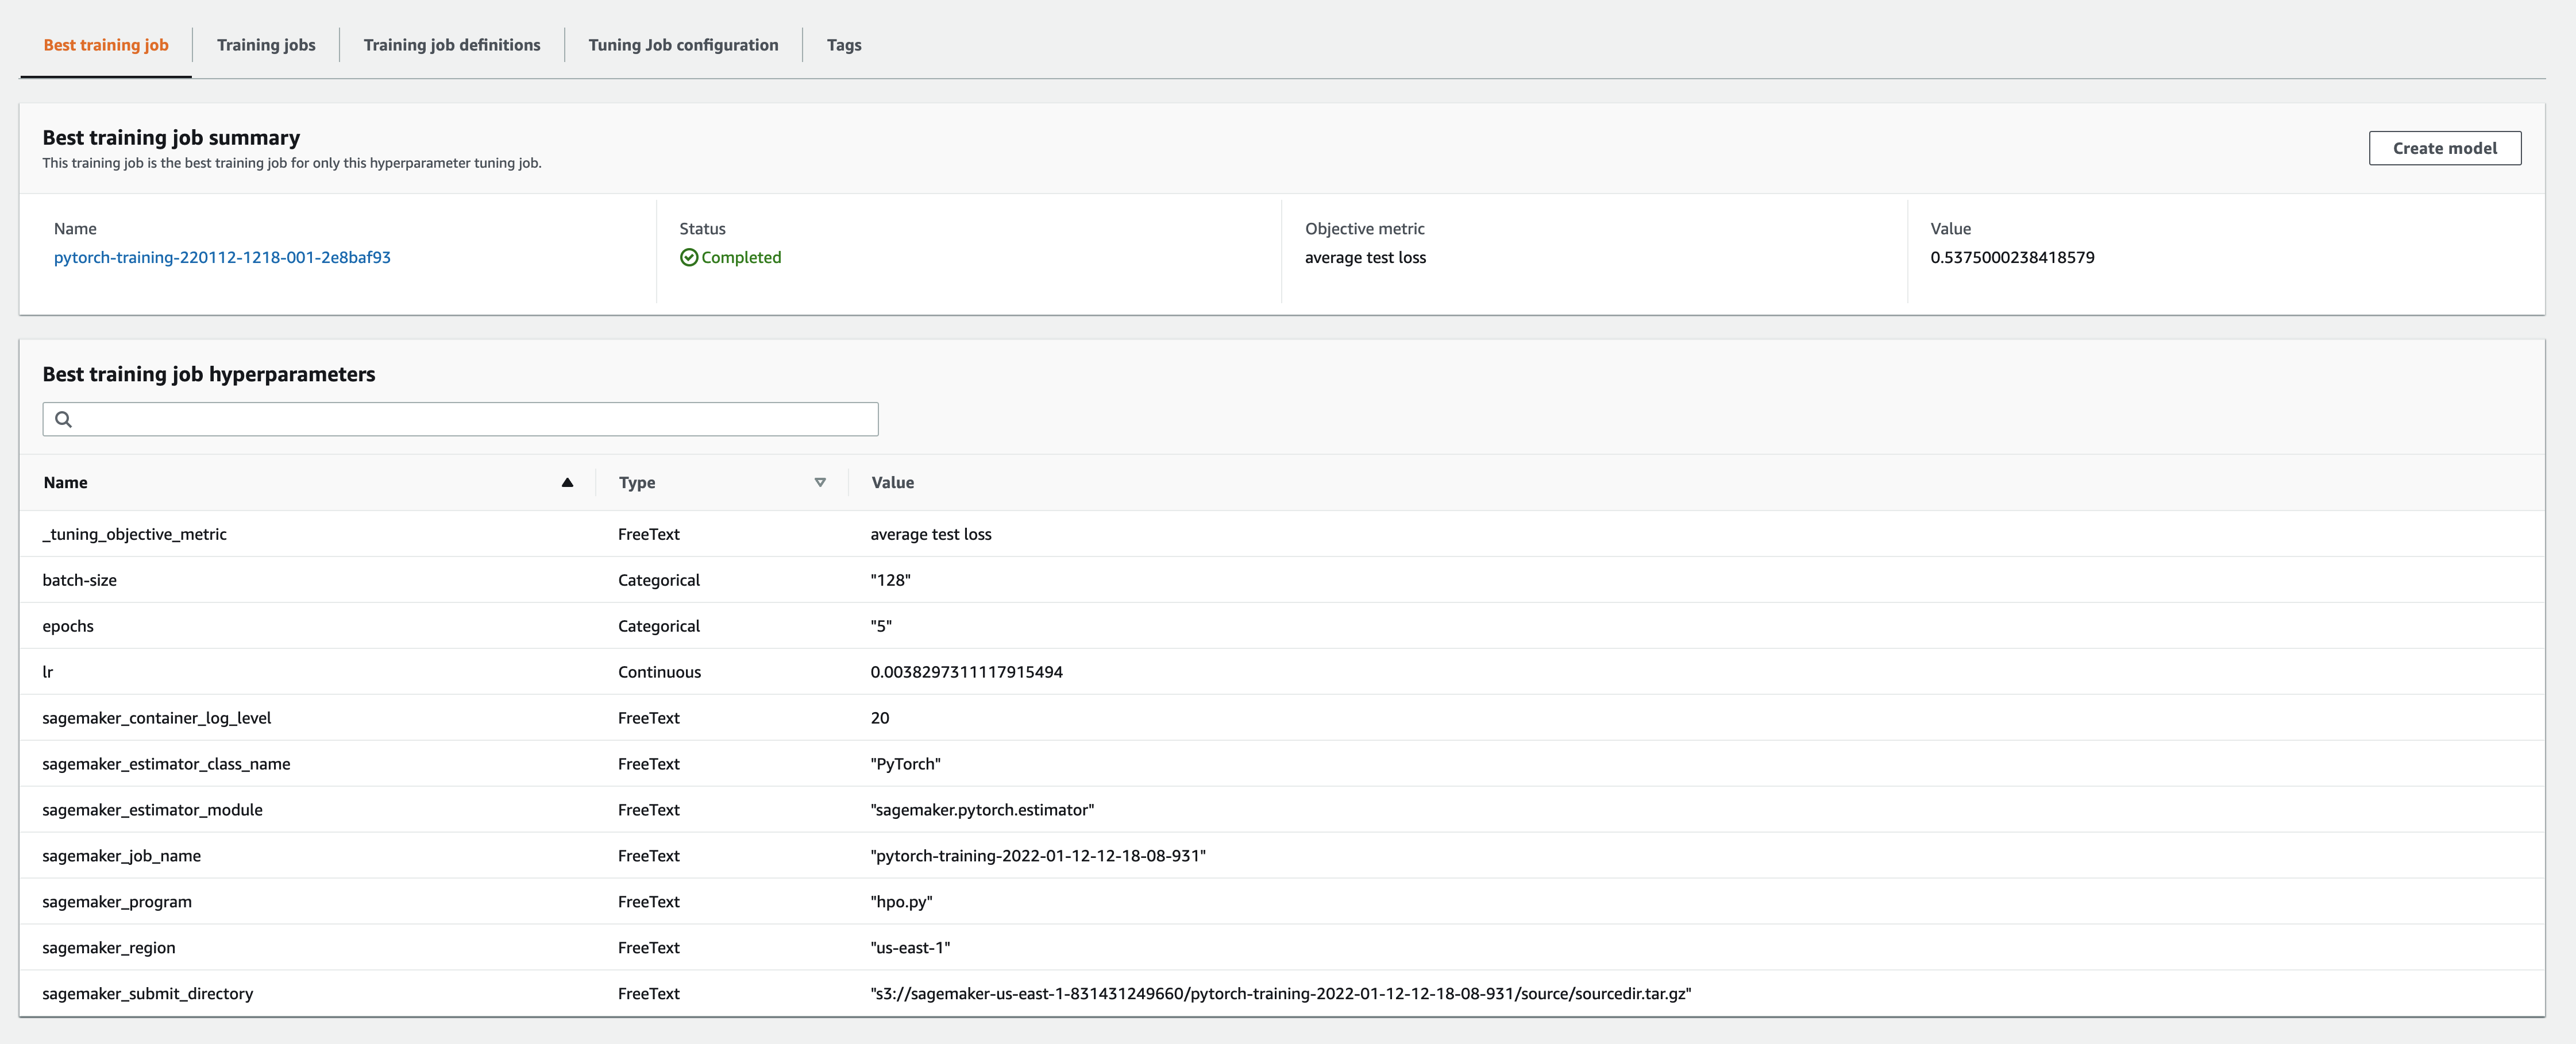 Best training job
Training jobs
Training job definitions
Tuning Job configuration
Tags
Best training job summary
This training job is the best training job for only this hyperparameter tuning job.
Create model
Name
pytorch-training-220112-1218-001-2e8baf93
Status
Completed
Objective metric
average test loss
Value
0.5375000238418579
Best training job hyperparameters
Name Type Value
_tuning_objective_metric FreeText average test loss
batch-size Categorical "128"
epochs Categorical "5"
lr Continuous 0.0038297311117915494
sagemaker_container_log_level FreeText 20
sagemaker_estimator_class_name FreeText "PyTorch"
sagemaker_estimator_module FreeText "sagemaker.pytorch.estimator"
sagemaker_job_name FreeText "pytorch-training-2022-01-12-12-18-08-931"
sagemaker_program FreeText "hpo.py"
sagemaker_region FreeText "us-east-1"
sagemaker_submit_directory FreeText "s3://sagemaker-us-east-1-831431249660/pytorch-training-2022-01-12-12-18-08-931/source/sourcedir.tar.gz"